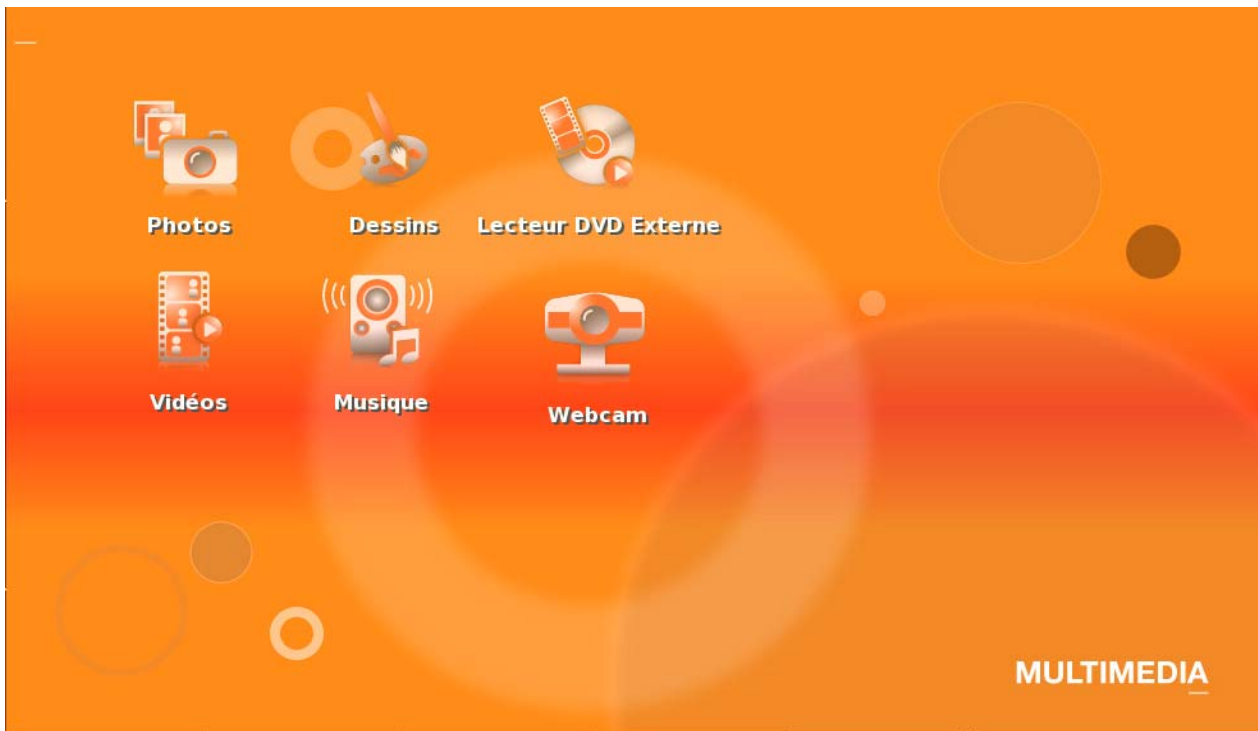 Photos
Dessins
Lecteur DVD Externe
Vidéos
Musique
Webcam
MULTIMEDIA